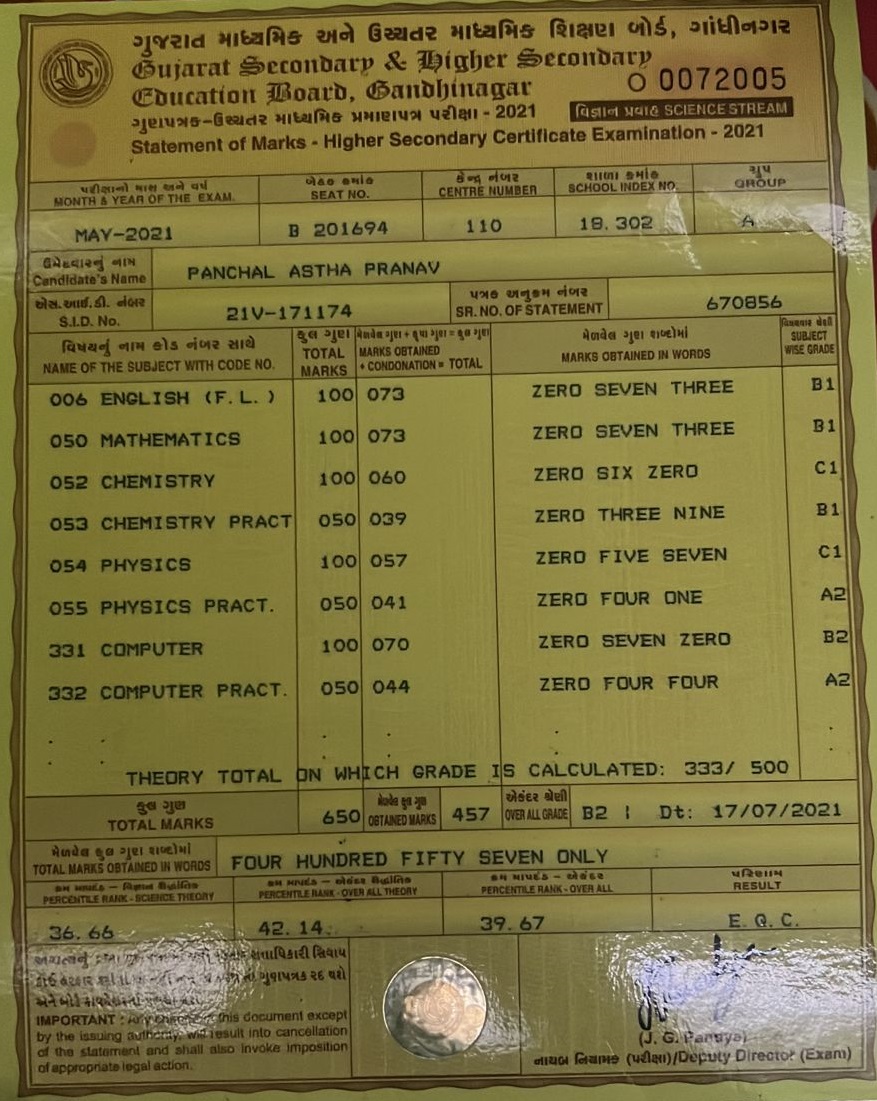 ગુજરાત માધ્યમિક અને ઉચ્ચતર માધ્યમિક શિક્ષણ બોર્ડ, ગાંધીનગર
Gujarat Secondary & Higher Secondary
Education Board, Gandhinagar
O 0072005
ગુણપત્રક-ઉચ્ચતર માધ્યમિક પ્રમાણપત્ર પરીક્ષા - 2021
વિજ્ઞાન પ્રવાહ SCIENCE STREAM
Statement of Marks - Higher Secondary Certificate Examination - 2021
પરીક્ષાનો માસ અને વર્ષ બેઠક ક્રમાંક કેન્દ્ર નંબર શાળા ક્રમાંક ગ્રુપ
MONTH & YEAR OF THE EXAM. SEAT NO. CENTRE NUMBER SCHOOL INDEX NO. GROUP
MAY-2021 B 201694 110 18.302 A
ઉમેદવારનું નામ
Candidate's Name PANCHAL ASTHA PRANAV
એસ.આઈ.ડી. નંબર પત્રક અનુક્રમ નંબર
S.I.D. No. 21V-171174 SR. NO. OF STATEMENT 670856
વિષયનું નામ કોડ નંબર સાથે કુલ ગુણ મેળવેલ ગુણ + કૃપા ગુણ = કુલ ગુણ મેળવેલ ગુણ શબ્દોમાં વિષયવાર શ્રેણી
NAME OF THE SUBJECT WITH CODE NO. TOTAL MARKS MARKS OBTAINED + CONDONATION = TOTAL MARKS OBTAINED IN WORDS SUBJECT WISE GRADE
006 ENGLISH (F.L.) 100 073 ZERO SEVEN THREE B1
050 MATHEMATICS 100 073 ZERO SEVEN THREE B1
052 CHEMISTRY 100 060 ZERO SIX ZERO C1
053 CHEMISTRY PRACT 050 039 ZERO THREE NINE B1
054 PHYSICS 100 057 ZERO FIVE SEVEN C1
055 PHYSICS PRACT. 050 041 ZERO FOUR ONE A2
331 COMPUTER 100 070 ZERO SEVEN ZERO B2
332 COMPUTER PRACT. 050 044 ZERO FOUR FOUR A2
THEORY TOTAL ON WHICH GRADE IS CALCULATED: 333/ 500
કુલ ગુણ મેળવેલ કુલ ગુણ એકંદર શ્રેણી
TOTAL MARKS 650 OBTAINED MARKS 457 OVER ALL GRADE B2 | Dt: 17/07/2021
મેળવેલ કુલ ગુણ શબ્દોમાં
TOTAL MARKS OBTAINED IN WORDS FOUR HUNDRED FIFTY SEVEN ONLY
ક્રમ માપદંડ - વિજ્ઞાન સૈદ્ધાંતિક ક્રમ માપદંડ - એકંદર સૈદ્ધાંતિક ક્રમ માપદંડ - એકંદર પરિણામ
PERCENTILE RANK - SCIENCE THEORY PERCENTILE RANK - OVER ALL THEORY PERCENTILE RANK - OVER ALL RESULT
36.66 42.14 39.67 E.Q.C.
અગત્યનું સત્તાધિકારી સિવાય
ગુણપત્રક રદ થશે
IMPORTANT : Any this document except
by the issuing authority, will result into cancellation
of the statement and shall also invoke imposition
of appropriate legal action.
(J. G. Pandya)
નાયબ નિયામક (પરીક્ષા)/Deputy Director (Exam)